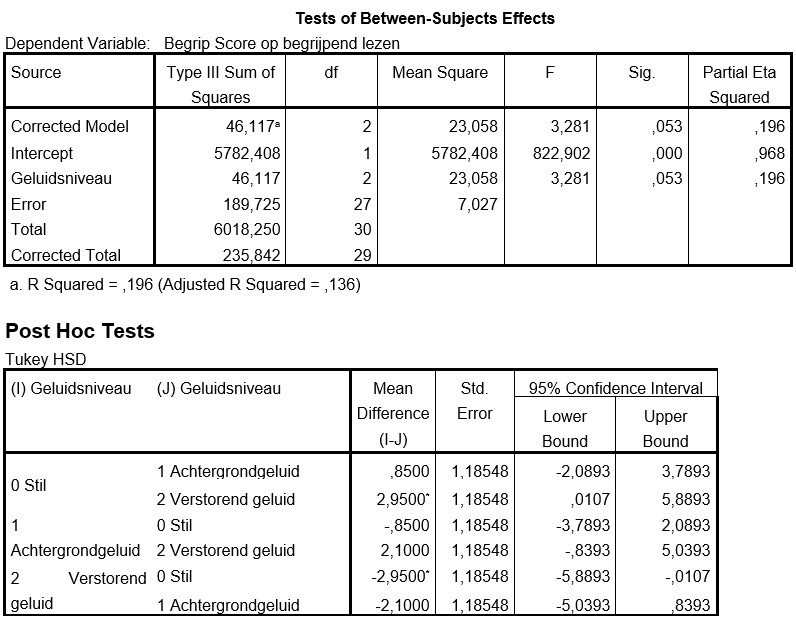 Tests of Between-Subjects Effects
Dependent Variable: Begrip Score op begrijpend lezen
Source Type III Sum of Squares df Mean Square F Sig. Partial Eta Squared
Corrected Model 46,117a 2 23,058 3,281 ,053 ,196
Intercept 5782,408 1 5782,408 822,902 ,000 ,968
Geluidsniveau 46,117 2 23,058 3,281 ,053 ,196
Error 189,725 27 7,027
Total 6018,250 30
Corrected Total 235,842 29
a. R Squared = ,196 (Adjusted R Squared = ,136)
Post Hoc Tests
Tukey HSD
(I) Geluidsniveau (J) Geluidsniveau Mean Difference (I-J) Std. Error 95% Confidence Interval
Lower Bound Upper Bound
0 Stil 1 Achtergrondgeluid ,8500 1,18548 -2,0893 3,7893
2 Verstorend geluid 2,9500* 1,18548 ,0107 5,8893
1 Achtergrondgeluid 0 Stil -,8500 1,18548 -3,7893 2,0893
2 Verstorend geluid 2,1000 1,18548 -,8393 5,0393
2 Verstorend geluid 0 Stil -2,9500* 1,18548 -5,8893 -,0107
1 Achtergrondgeluid -2,1000 1,18548 -5,0393 ,8393